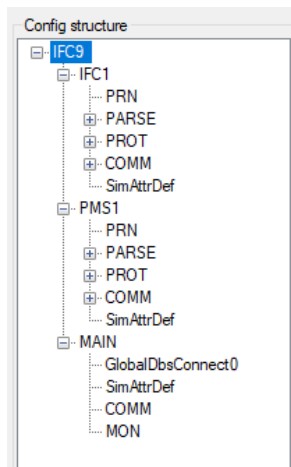 Config structure
IFC9
IFC1
PRN
PARSE
PROT
COMM
SimAttrDef
PMS1
PRN
PARSE
PROT
COMM
SimAttrDef
MAIN
GlobalDbsConnect0
SimAttrDef
COMM
MON